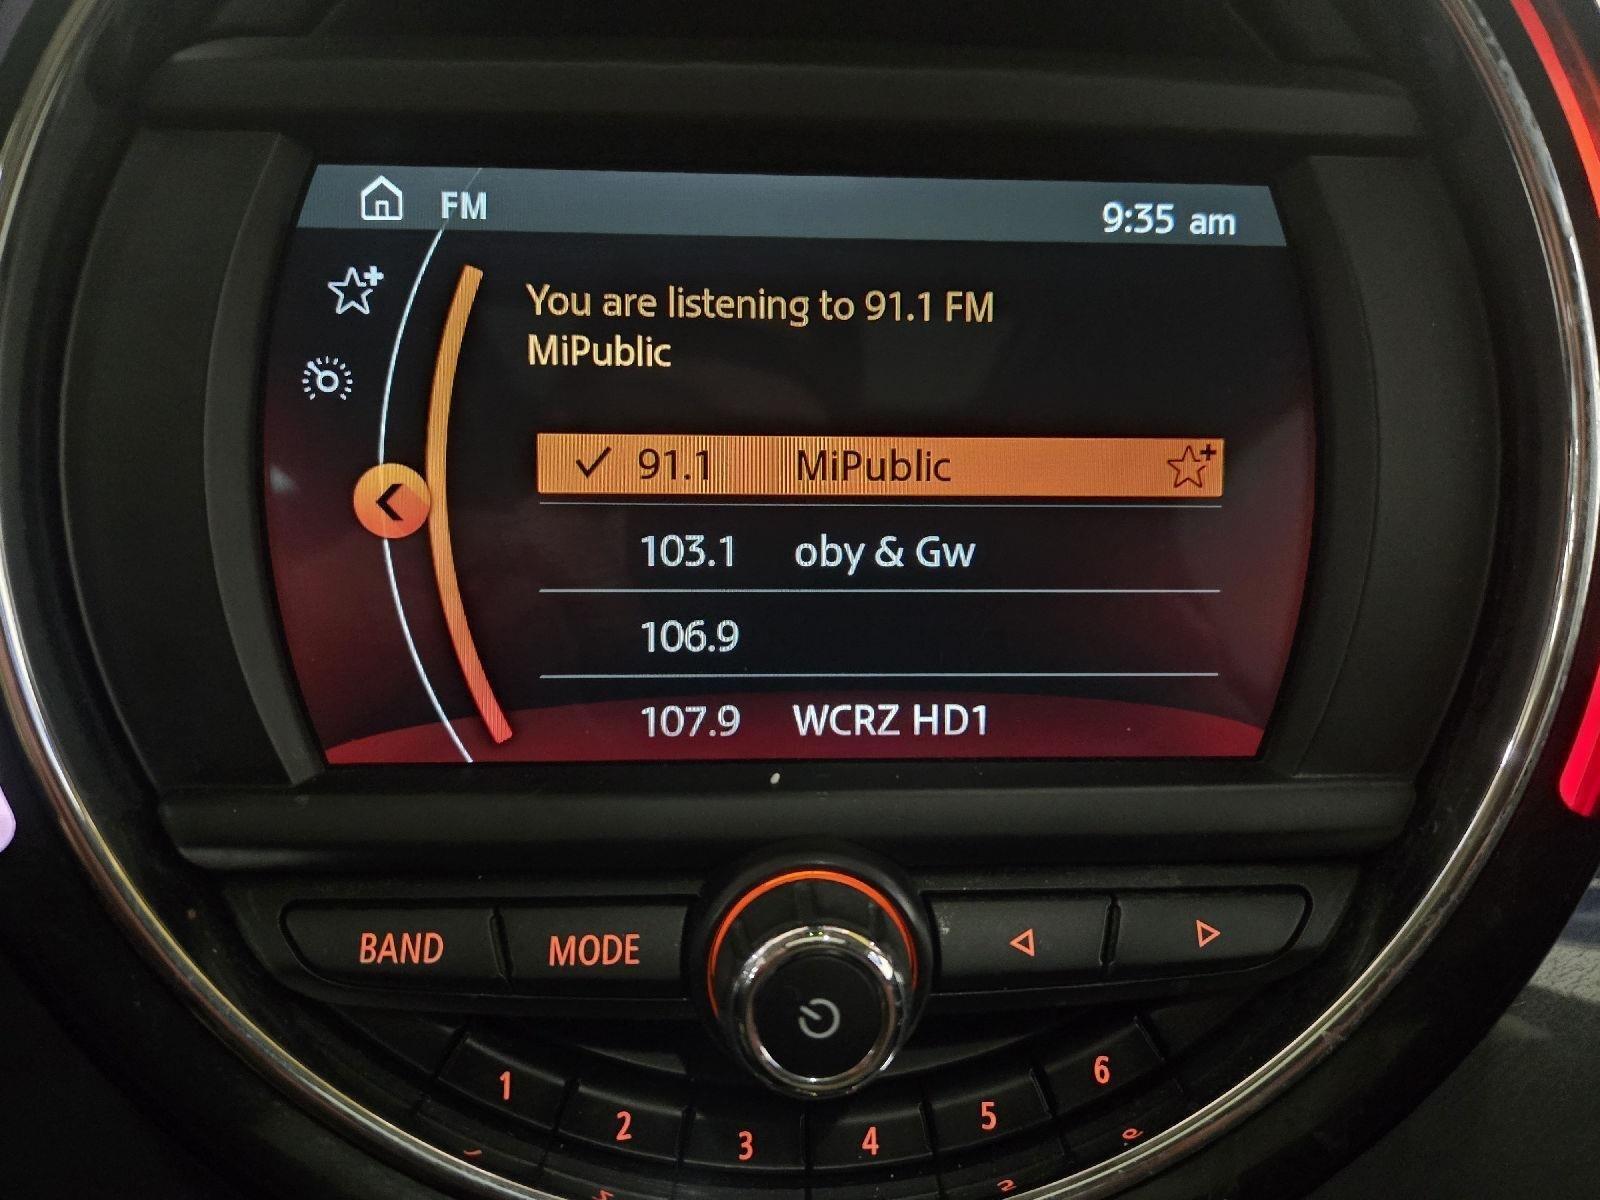 FM
9:35 am
You are listening to 91.1 FM
MiPublic
91.1 MiPublic
103.1 oby & Gw
106.9
107.9 WCRZ HD1
BAND MODE
1 2 3 4 5 6